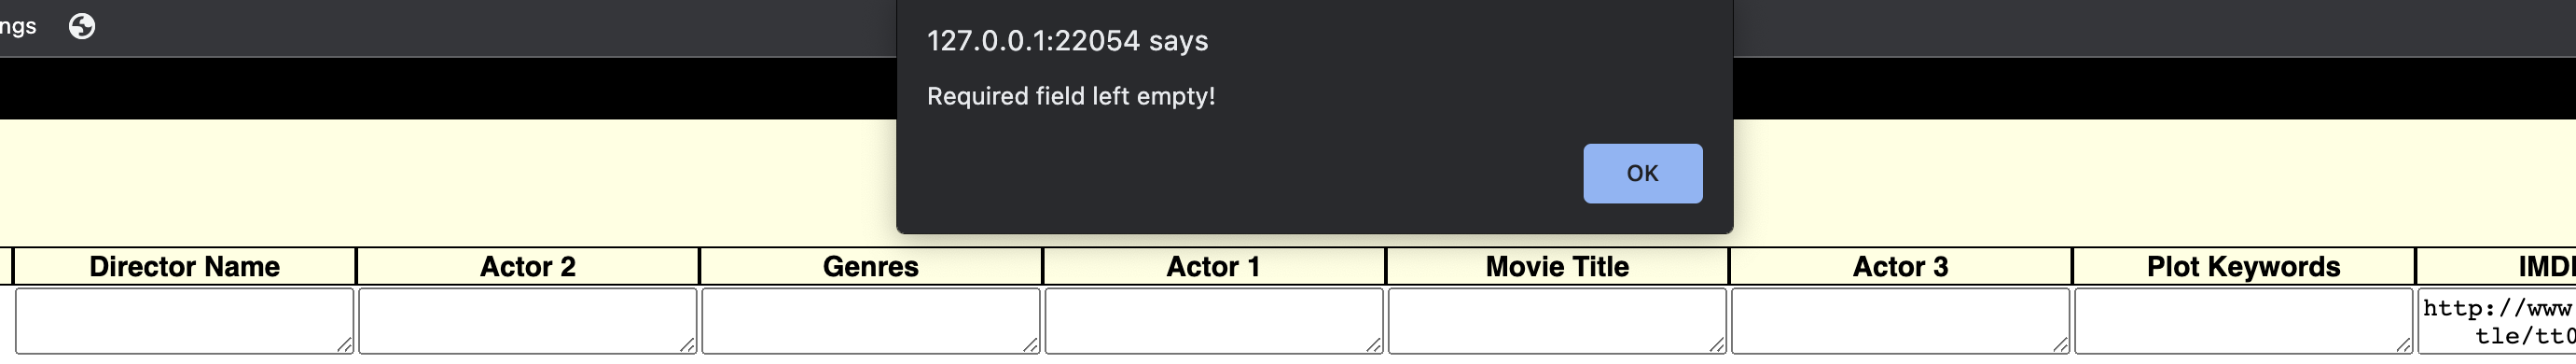 ngs
127.0.0.1:22054 says
Required field left empty!
OK
Director Name
Actor 2
Genres
Actor 1
Movie Title
Actor 3
Plot Keywords
http://www
tle/tt0